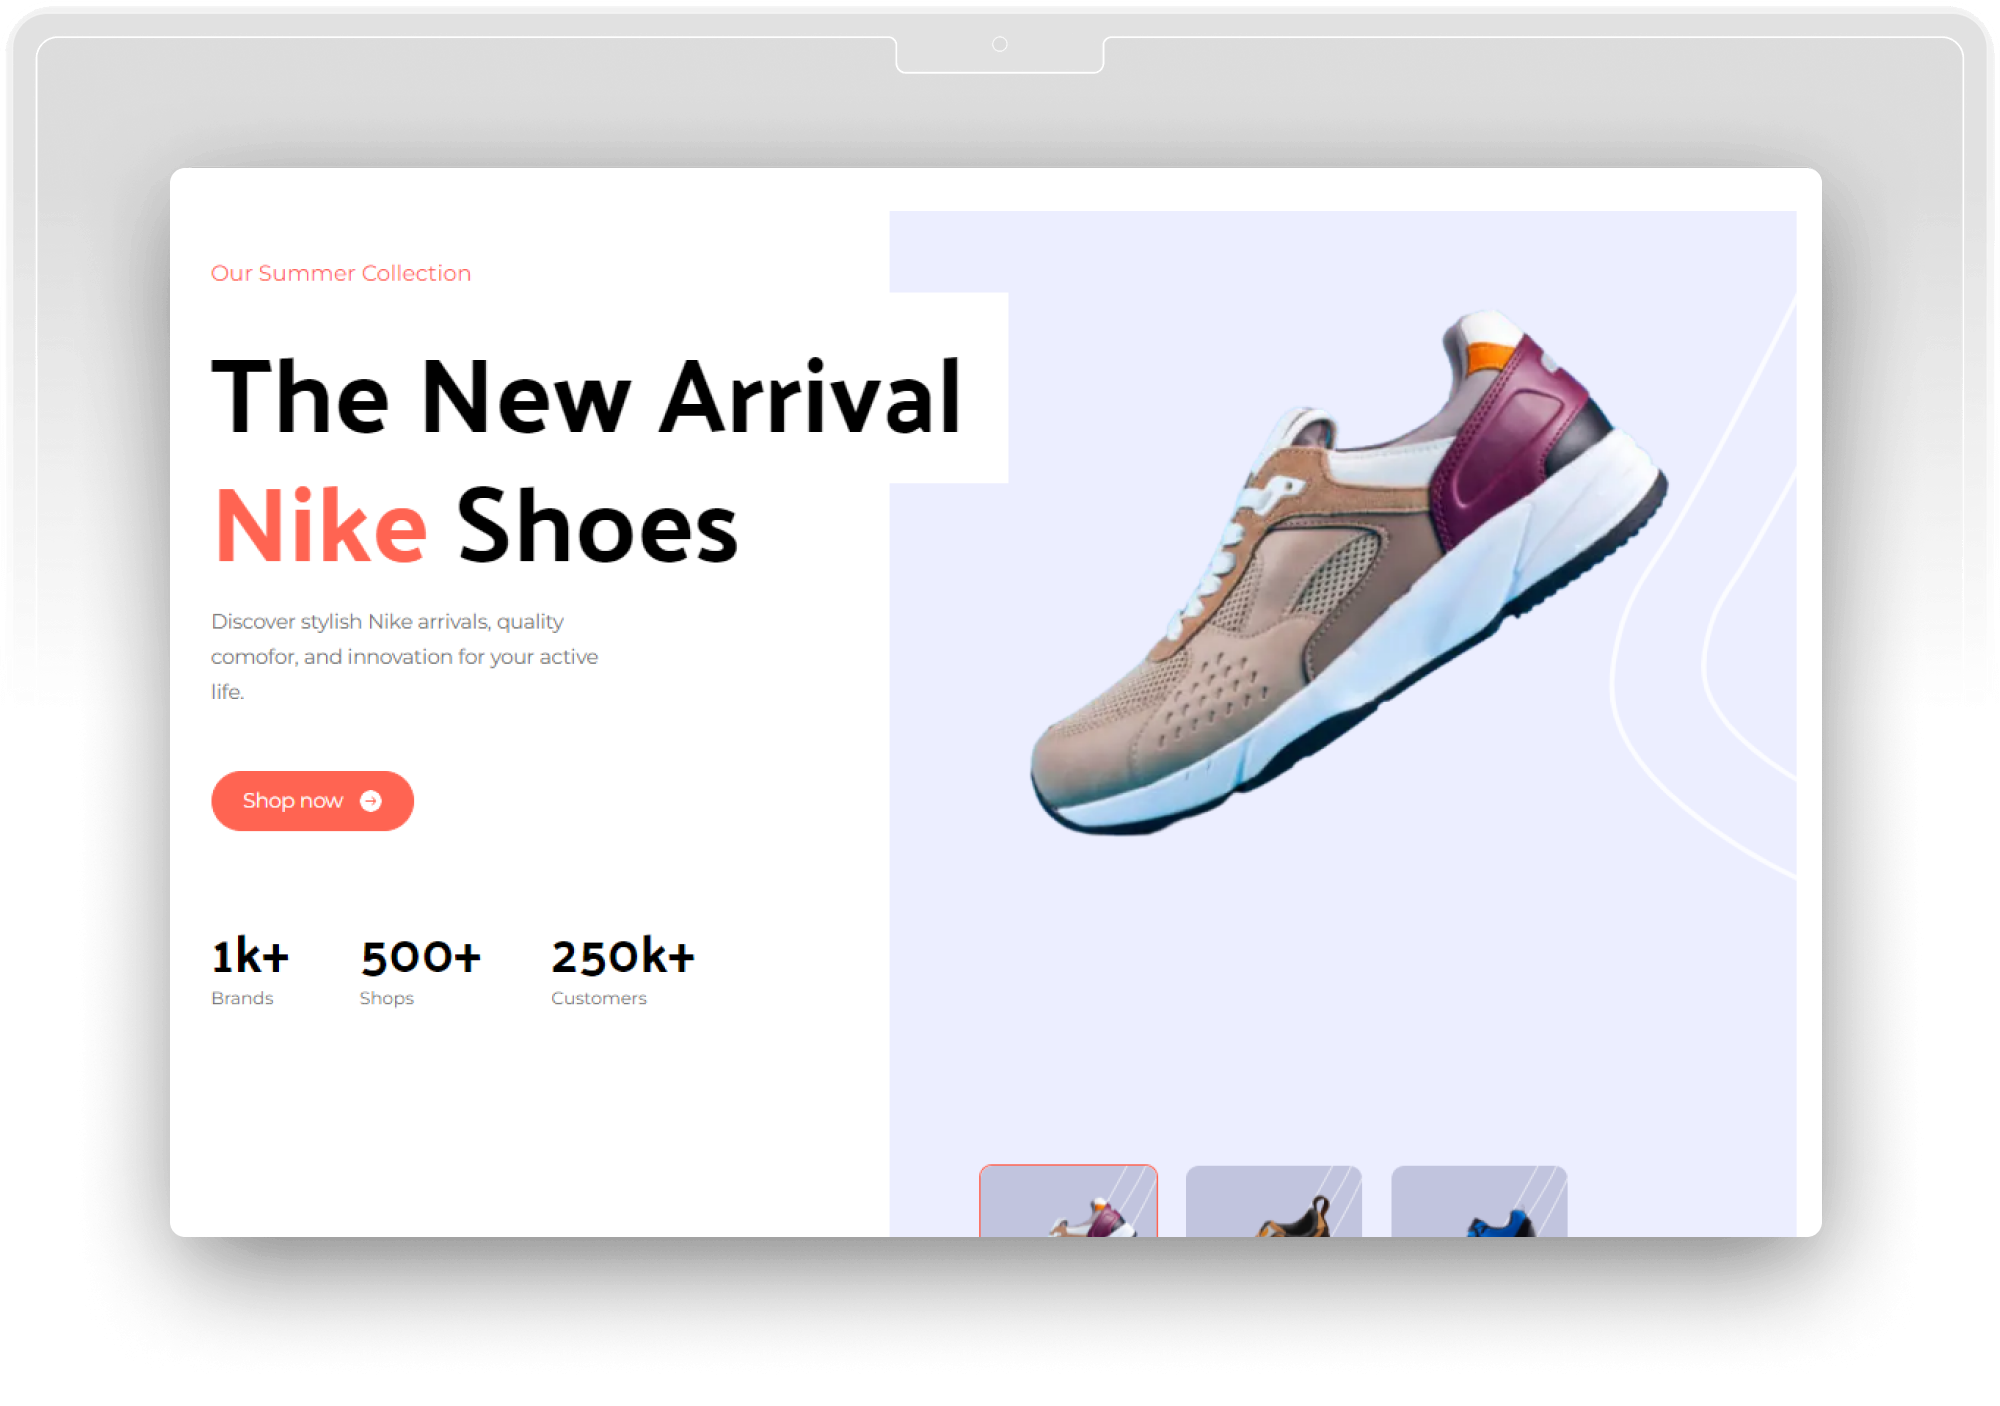 Our Summer Collection
The New Arrival
Nike Shoes
Discover stylish Nike arrivals, quality
comofor, and innovation for your active
life.
Shop now
1k+ 500+ 250k+
Brands Shops Customers